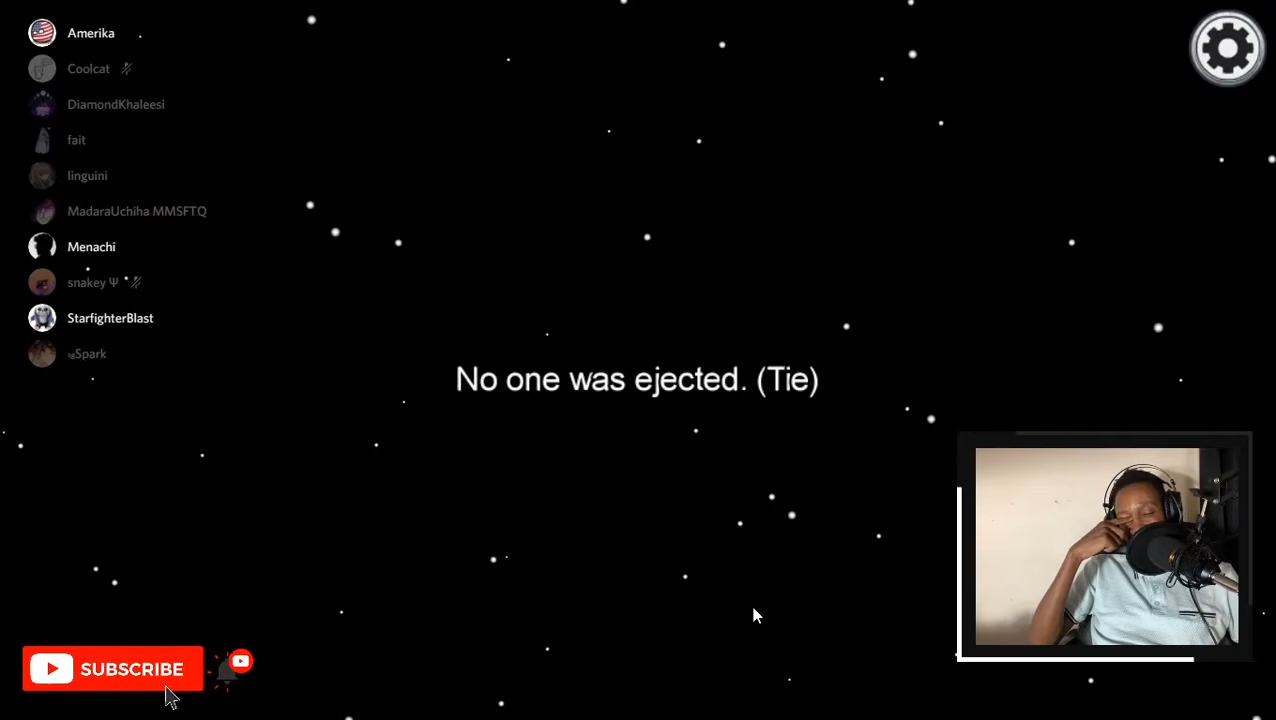 Amerika
Coolcat
DiamondKhaleesi
fait
linguini
MadaraUchiha MMSFTQ
Menachi
snakey Ψ
StarfighterBlast
༄Spark
No one was ejected. (Tie)
SUBSCRIBE